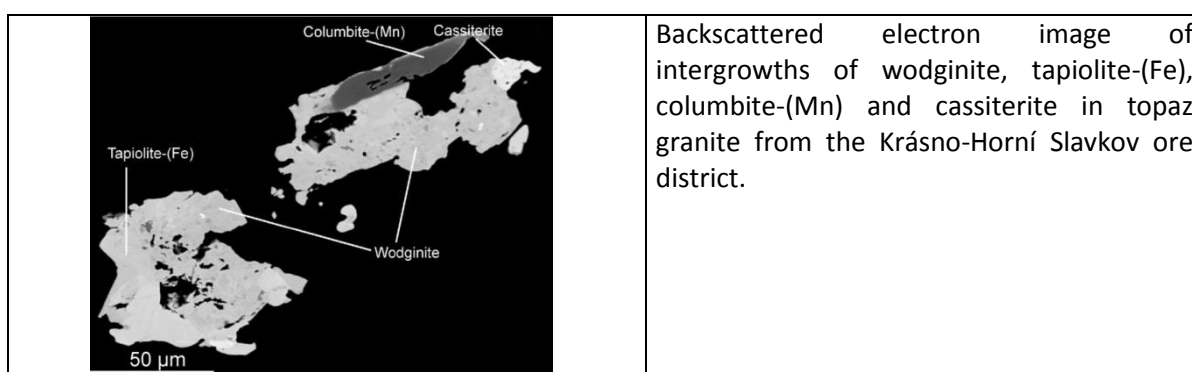 Columbite-(Mn) Cassiterite
Tapiolite-(Fe)
Wodginite
50 µm
Backscattered electron image of
intergrowths of wodginite, tapiolite-(Fe),
columbite-(Mn) and cassiterite in topaz
granite from the Krásno-Horní Slavkov ore
district.